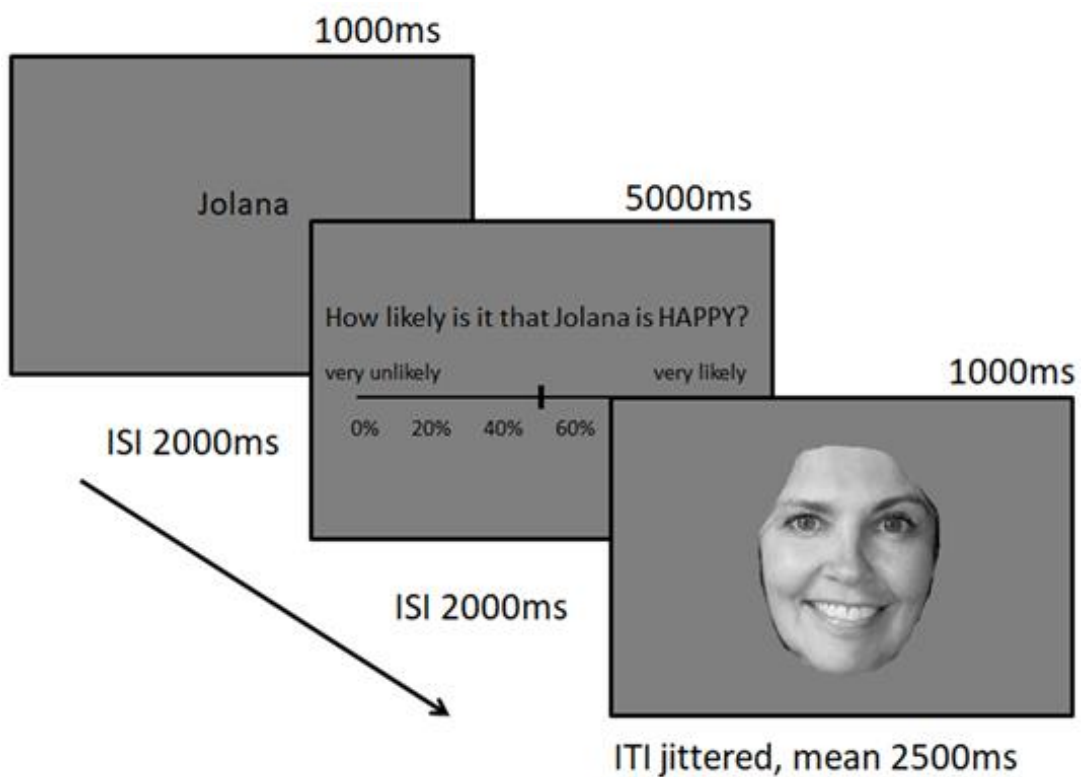 1000ms
Jolana
5000ms
How likely is it that Jolana is HAPPY?
very unlikely very likely
0% 20% 40% 60%
1000ms
ISI 2000ms
ISI 2000ms
ITI jittered, mean 2500ms